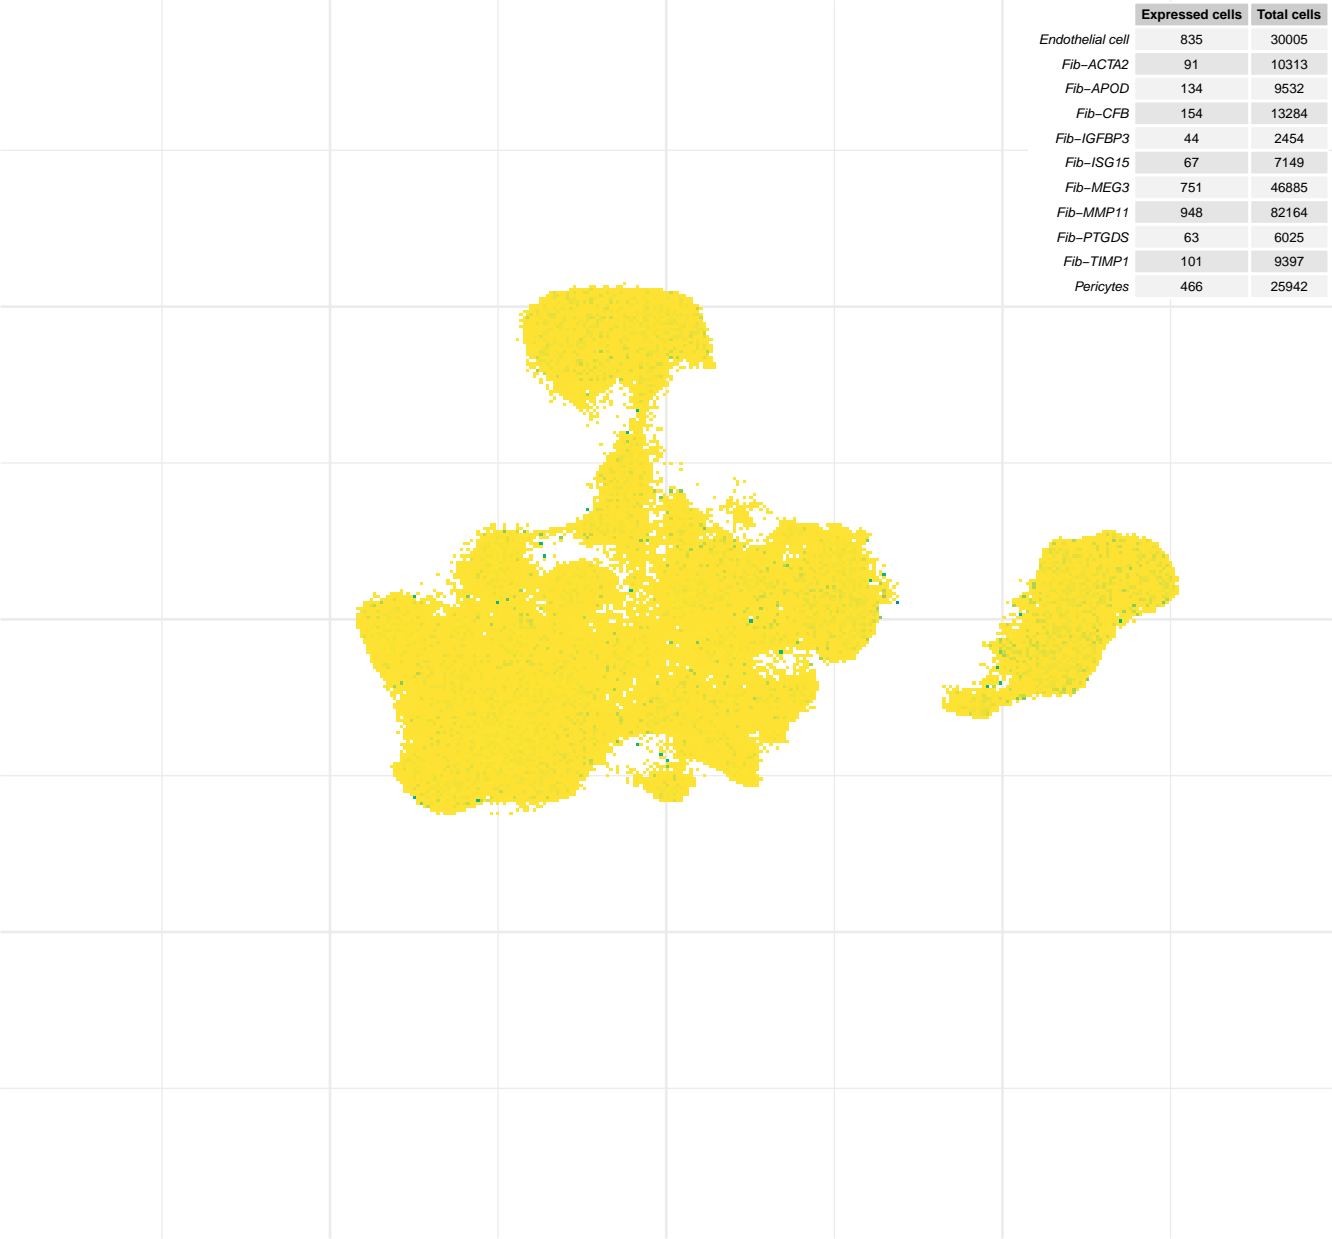 Expressed cells Total cells
Endothelial cell 835 30005
Fib−ACTA2 91 10313
Fib−APOD 134 9532
Fib−CFB 154 13284
Fib−IGFBP3 44 2454
Fib−ISG15 67 7149
Fib−MEG3 751 46885
Fib−MMP11 948 82164
Fib−PTGDS 63 6025
Fib−TIMP1 101 9397
Pericytes 466 25942